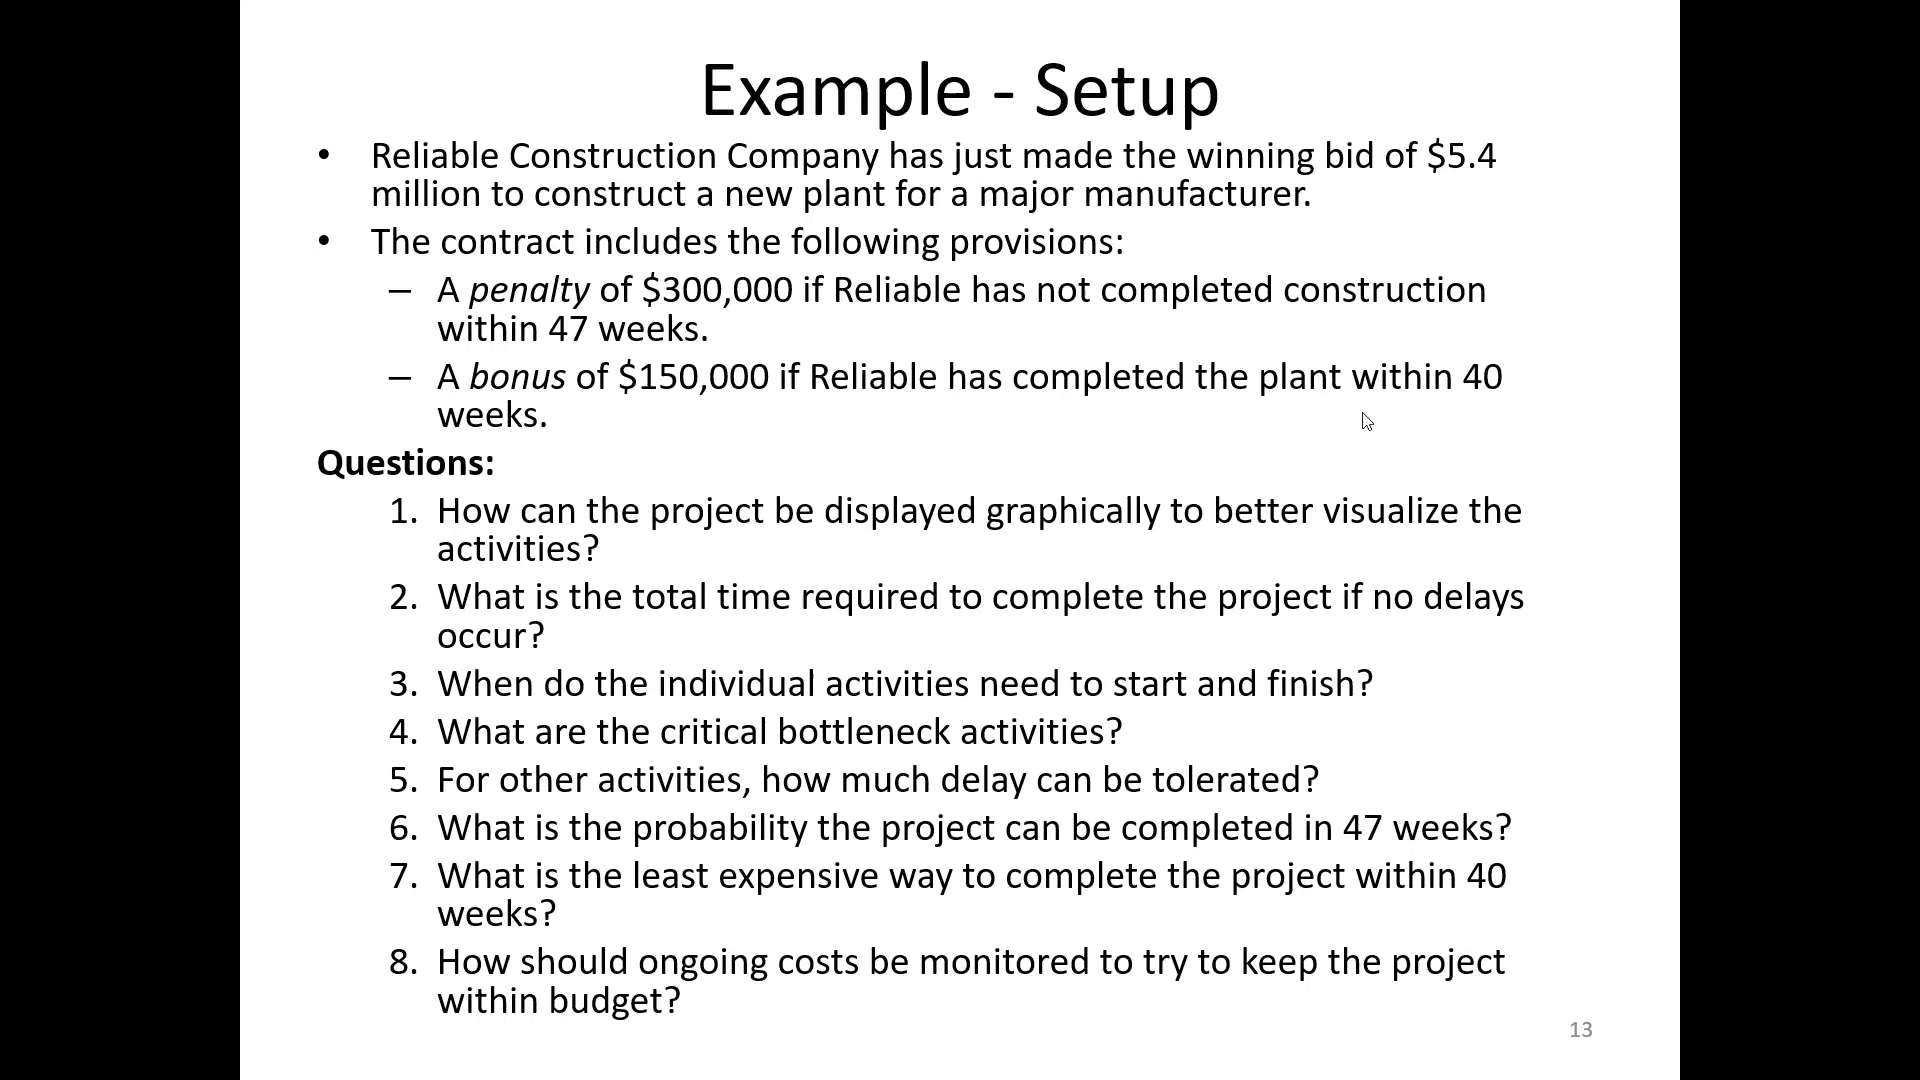 Example - Setup
• Reliable Construction Company has just made the winning bid of $5.4
million to construct a new plant for a major manufacturer.
• The contract includes the following provisions:
– A penalty of $300,000 if Reliable has not completed construction
within 47 weeks.
– A bonus of $150,000 if Reliable has completed the plant within 40
weeks.
Questions:
1. How can the project be displayed graphically to better visualize the
activities?
2. What is the total time required to complete the project if no delays
occur?
3. When do the individual activities need to start and finish?
4. What are the critical bottleneck activities?
5. For other activities, how much delay can be tolerated?
6. What is the probability the project can be completed in 47 weeks?
7. What is the least expensive way to complete the project within 40
weeks?
8. How should ongoing costs be monitored to try to keep the project
within budget?
13